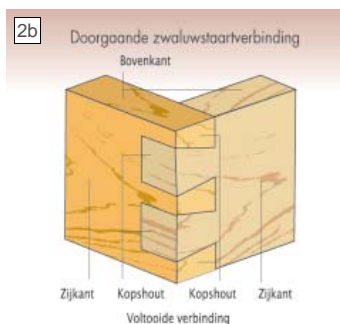 2b
Doorgaande zwaluwstaartverbinding
Bovenkant
Zijkant Kopshout Kopshout Zijkant
Voltooide verbinding